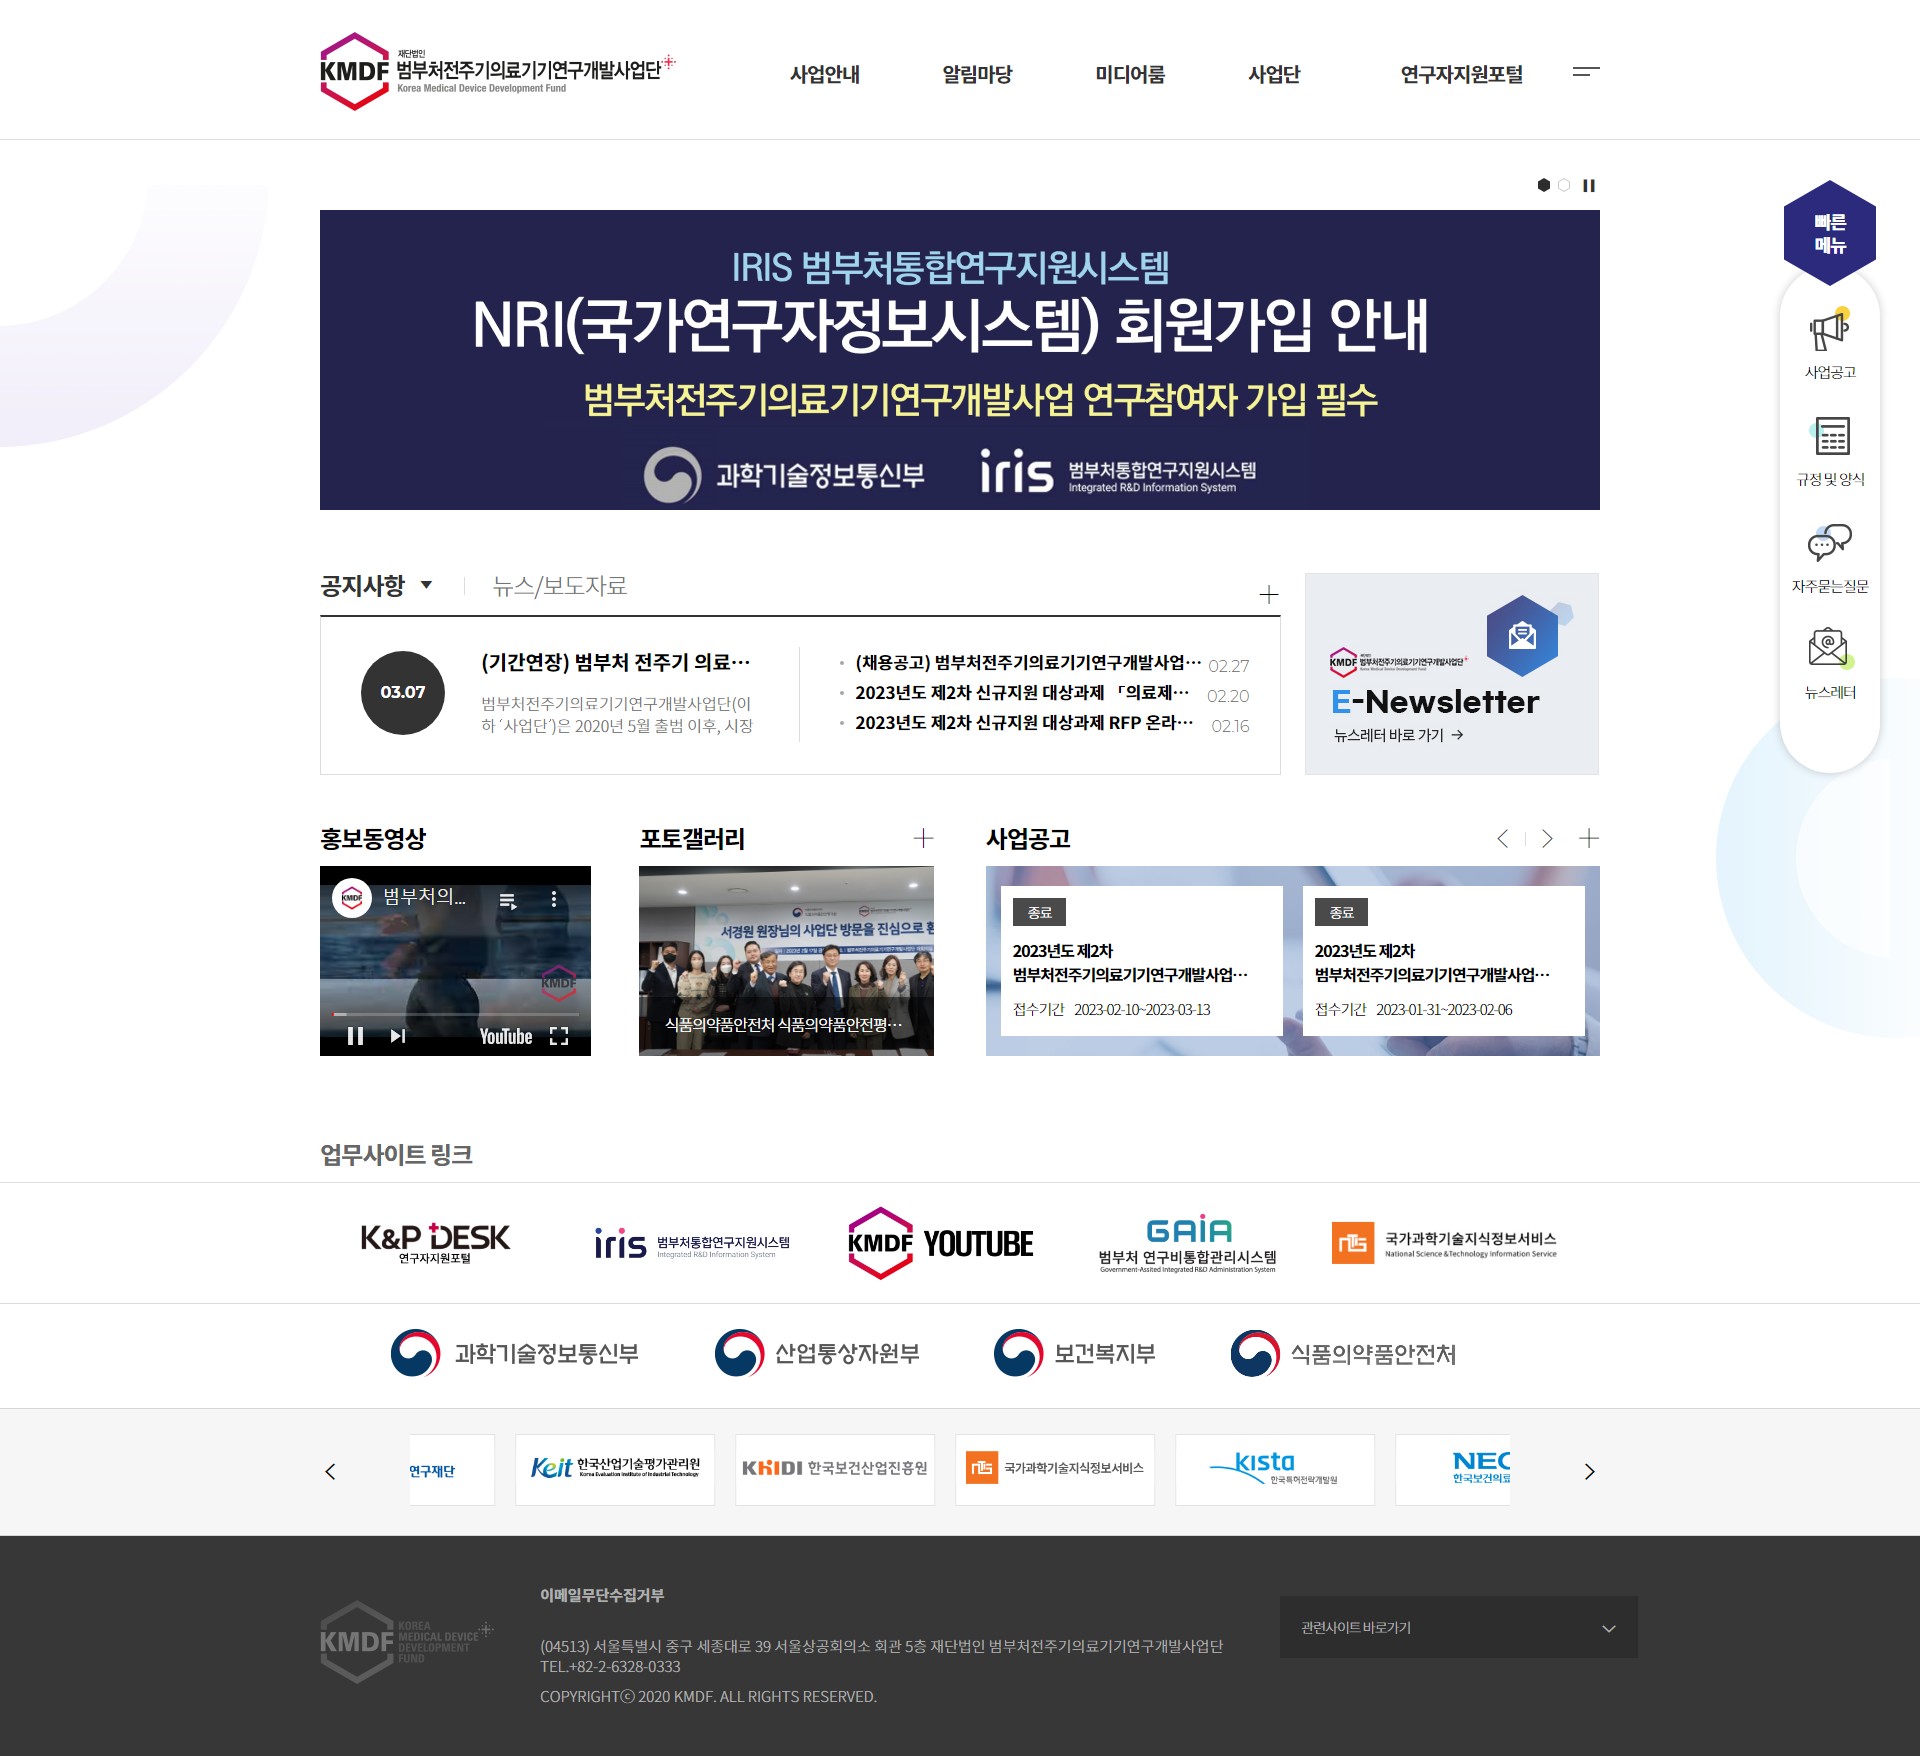 재단법인
KMDF 범부처전주기의료기기연구개발사업단
Korea Medical Device Development Fund
사업안내
알림마당
미디어룸
사업단
연구자지원포털
빠른
메뉴
사업공고
규정 및 양식
자주묻는질문
뉴스레터
IRIS 범부처통합연구지원시스템
NRI(국가연구자정보시스템) 회원가입 안내
범부처전주기의료기기연구개발사업 연구참여자 가입 필수
과학기술정보통신부
iris 범부처통합연구지원시스템
Integrated R&D Information System
공지사항
뉴스/보도자료
03.07
(기간연장) 범부처 전주기 의료···
범부처전주기의료기기연구개발사업단(이
하 ‘사업단’)은 2020년 5월 출범 이후, 시장
(채용공고) 범부처전주기의료기기연구개발사업··· 02.27
2023년도 제2차 신규지원 대상과제 「의료제··· 02.20
2023년도 제2차 신규지원 대상과제 RFP 온라··· 02.16
KMDF 범부처전주기의료기기연구개발사업단
E-Newsletter
뉴스레터 바로 가기
홍보동영상
KMDF 범부처의...
KMDF
YouTube
포토갤러리
서경원 원장님의 사업단 방문을 진심으로 환
식품의약품안전처 식품의약품안전평···
사업공고
종료
2023년도 제2차
범부처전주기의료기기연구개발사업···
접수기간 2023-02-10~2023-03-13
종료
2023년도 제2차
범부처전주기의료기기연구개발사업···
접수기간 2023-01-31~2023-02-06
업무사이트 링크
K&P DESK
연구자지원포털
iris 범부처통합연구지원시스템
Integrated R&D Information System
KMDF YOUTUBE
GAIA
범부처 연구비통합관리시스템
Government-Assited Integrated R&D Administration System
NTIS 국가과학기술지식정보서비스
National Science & Technology Information Service
과학기술정보통신부
산업통상자원부
보건복지부
식품의약품안전처
연구재단
Keit 한국산업기술평가관리원
Korea Evaluation Institute of Industrial Technology
KHIDI 한국보건산업진흥원
NTIS 국가과학기술지식정보서비스
kista
한국특허전략개발원
NEC
한국보건의료
KMDF
KOREA
MEDICAL DEVICE
DEVELOPMENT
FUND
이메일무단수집거부
(04513) 서울특별시 중구 세종대로 39 서울상공회의소 회관 5층 재단법인 범부처전주기의료기기연구개발사업단
TEL.+82-2-6328-0333
COPYRIGHTⓒ 2020 KMDF. ALL RIGHTS RESERVED.
관련사이트 바로가기